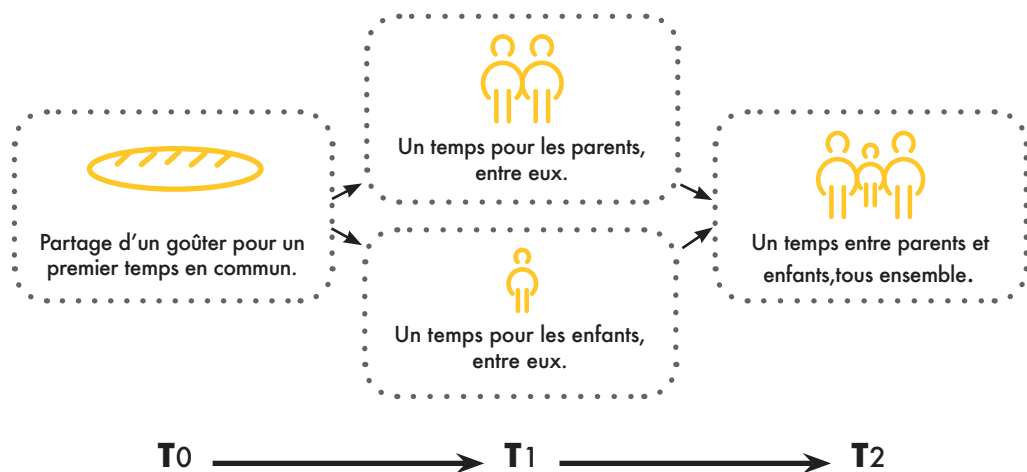 Partage d'un goûter pour un
premier temps en commun.
Un temps pour les parents,
entre eux.
Un temps pour les enfants,
entre eux.
Un temps entre parents et
enfants,tous ensemble.
T0
T1
T2